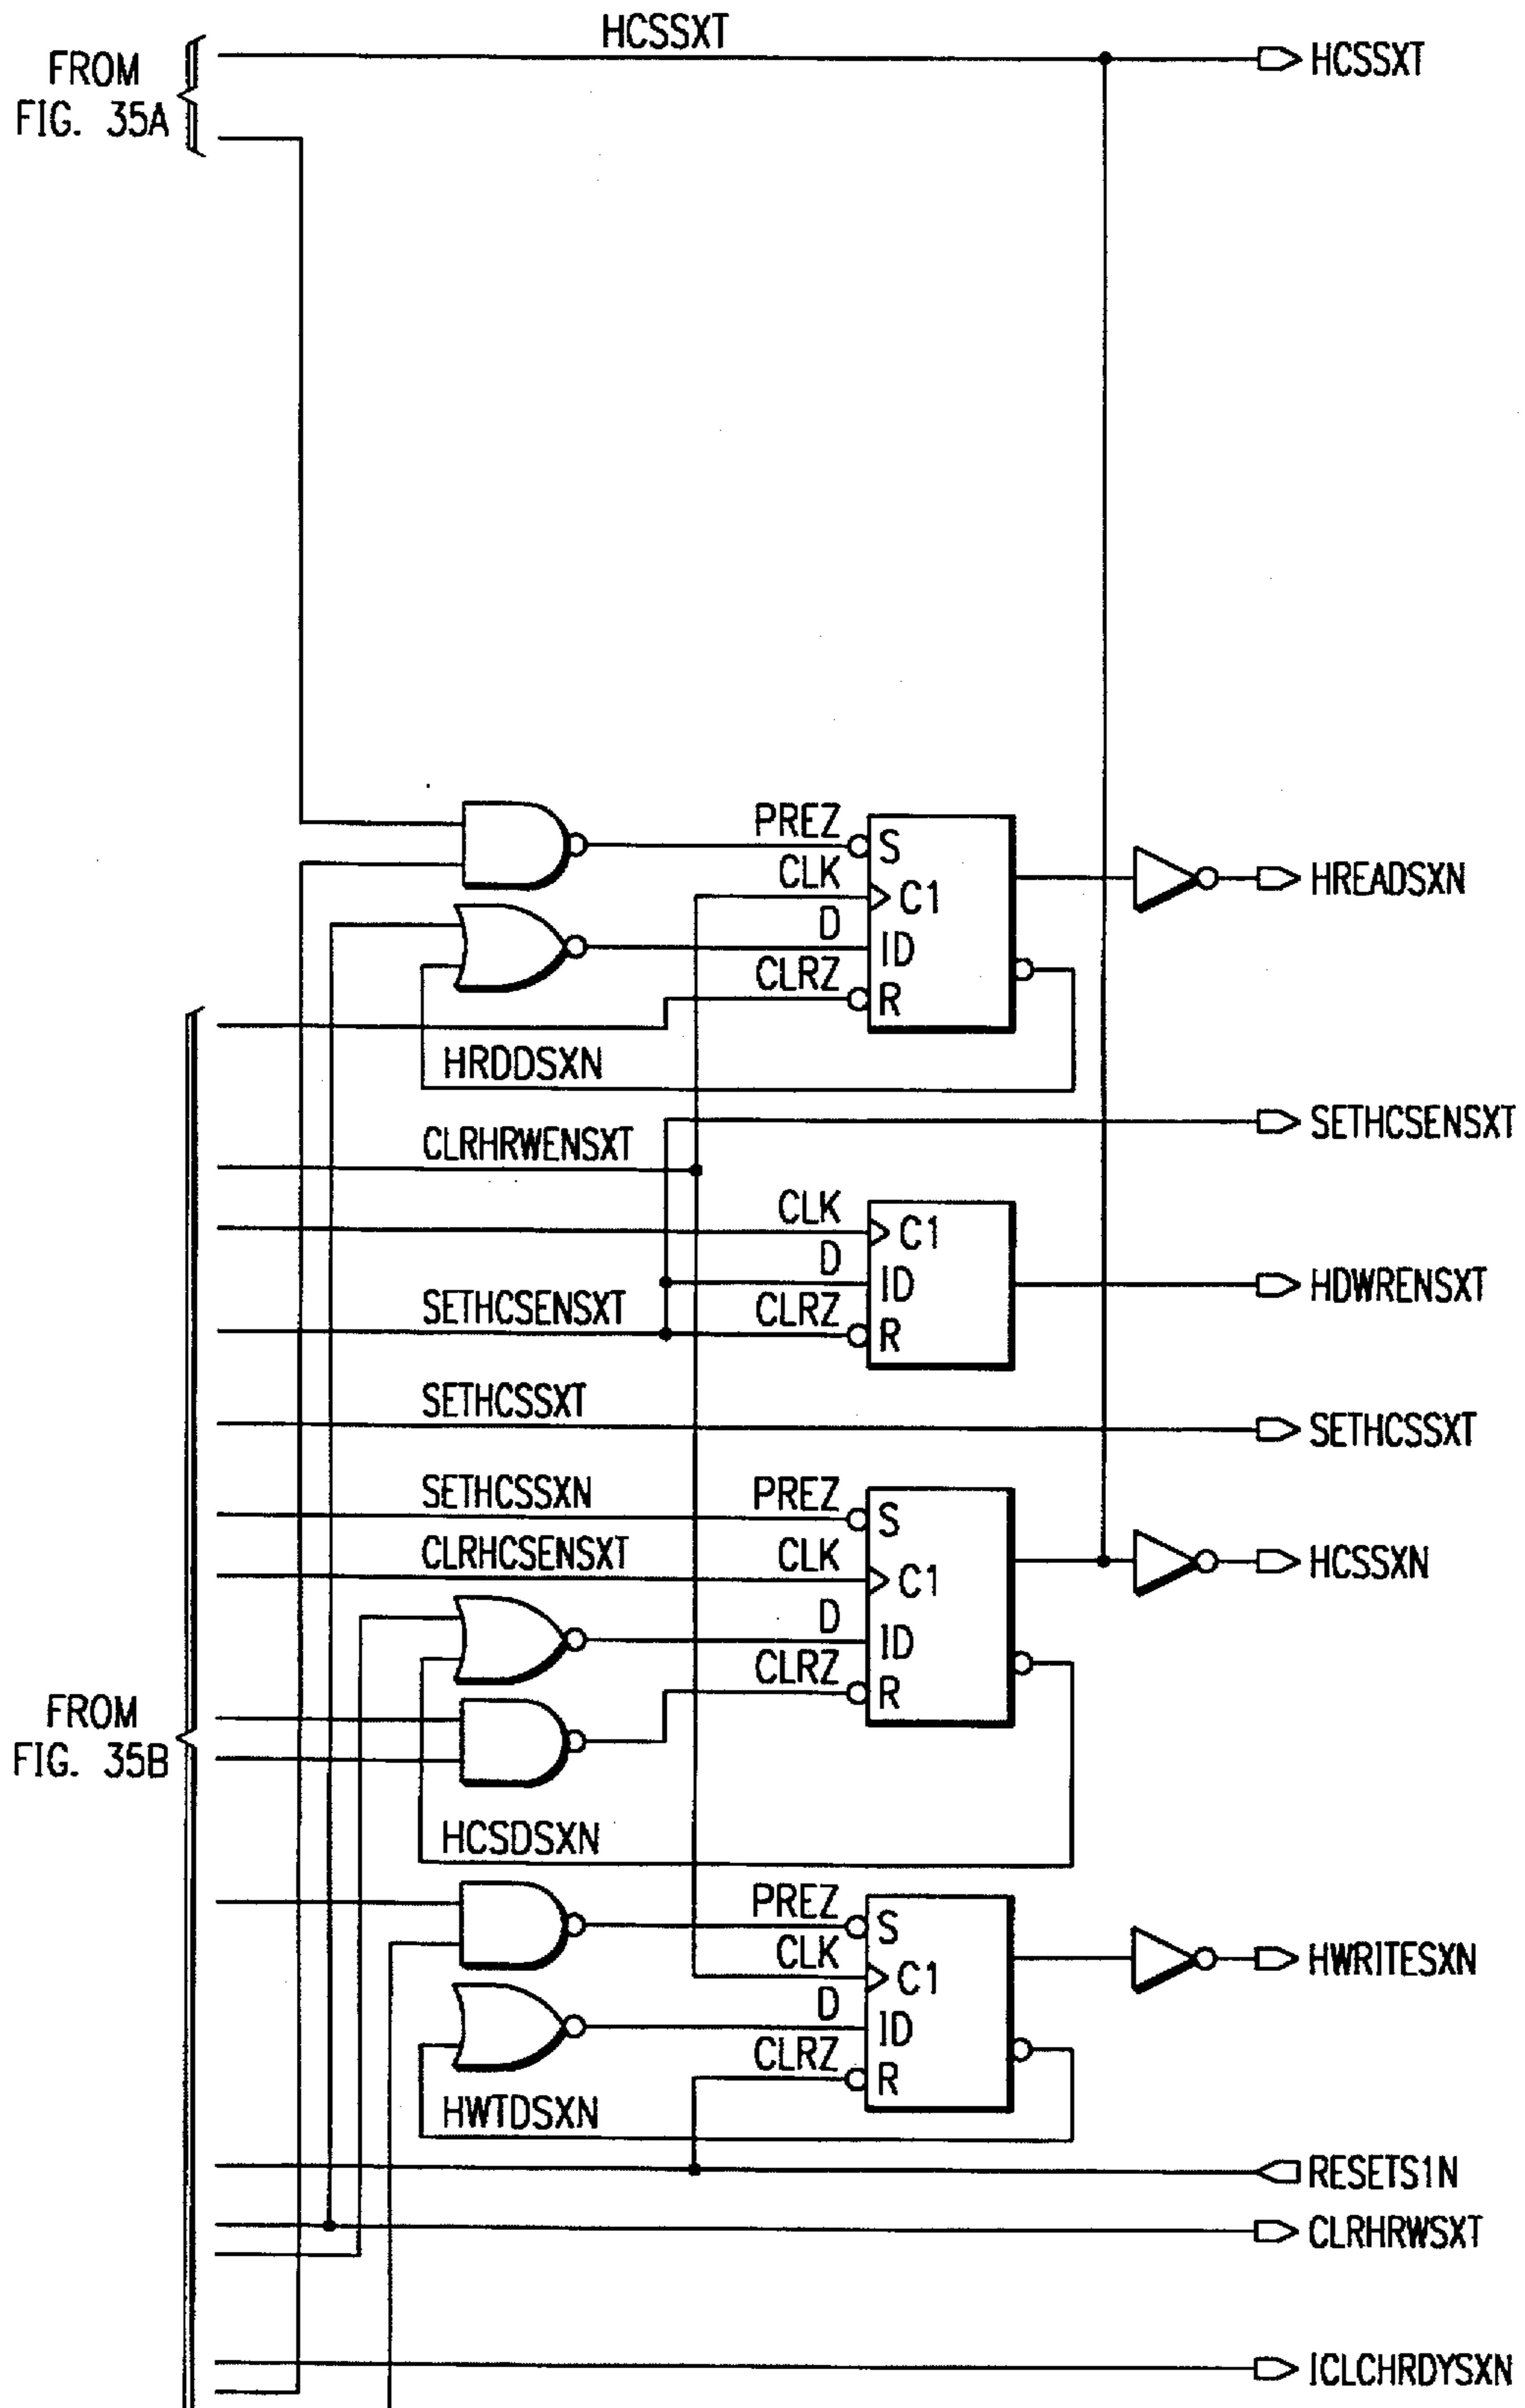 HCSSXT
FROM
FIG. 35A
HCSSXT
PREZ
S
CLK
C1
D
ID
CLRZ
R
HREADSXN
HRDDSXN
SETHCSENSXT
CLRHRWENSXT
CLK
C1
D
ID
HDWRENSXT
SETHCSENSXT
CLRZ
R
SETHCSSXT
SETHCSSXT
SETHCSSXN
PREZ
S
CLRHCSENSXT
CLK
C1
HCSSXN
D
ID
CLRZ
R
FROM
FIG. 35B
HCSDSXN
PREZ
S
CLK
C1
HWRITESXN
D
ID
CLRZ
R
HWTDSXN
RESETS1N
CLRHRWSXT
ICLCHRDYSXN